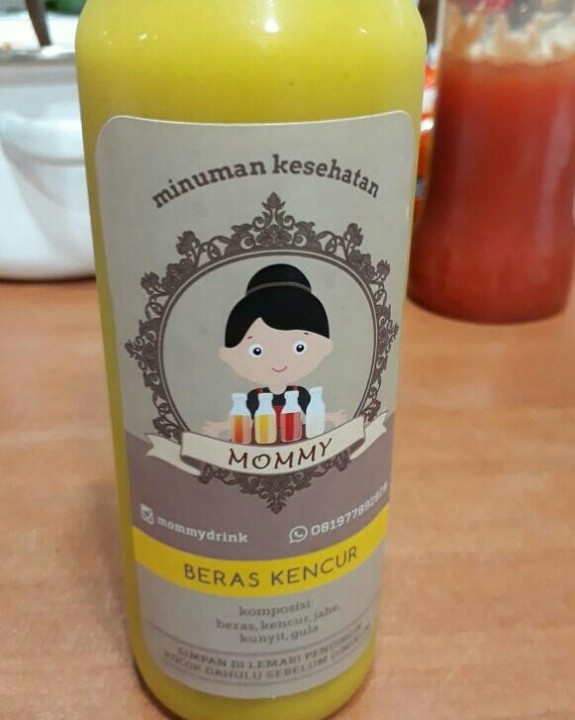 minuman kesehatan
MOMMY
mommydrink
081977892828
BERAS KENCUR
komposisi:
beras, kencur, jahe,
kunyit, gula
SIMPAN DI LEMARI PENDINGIN
KOCOK DAHULU SEBELUM DIMINUM